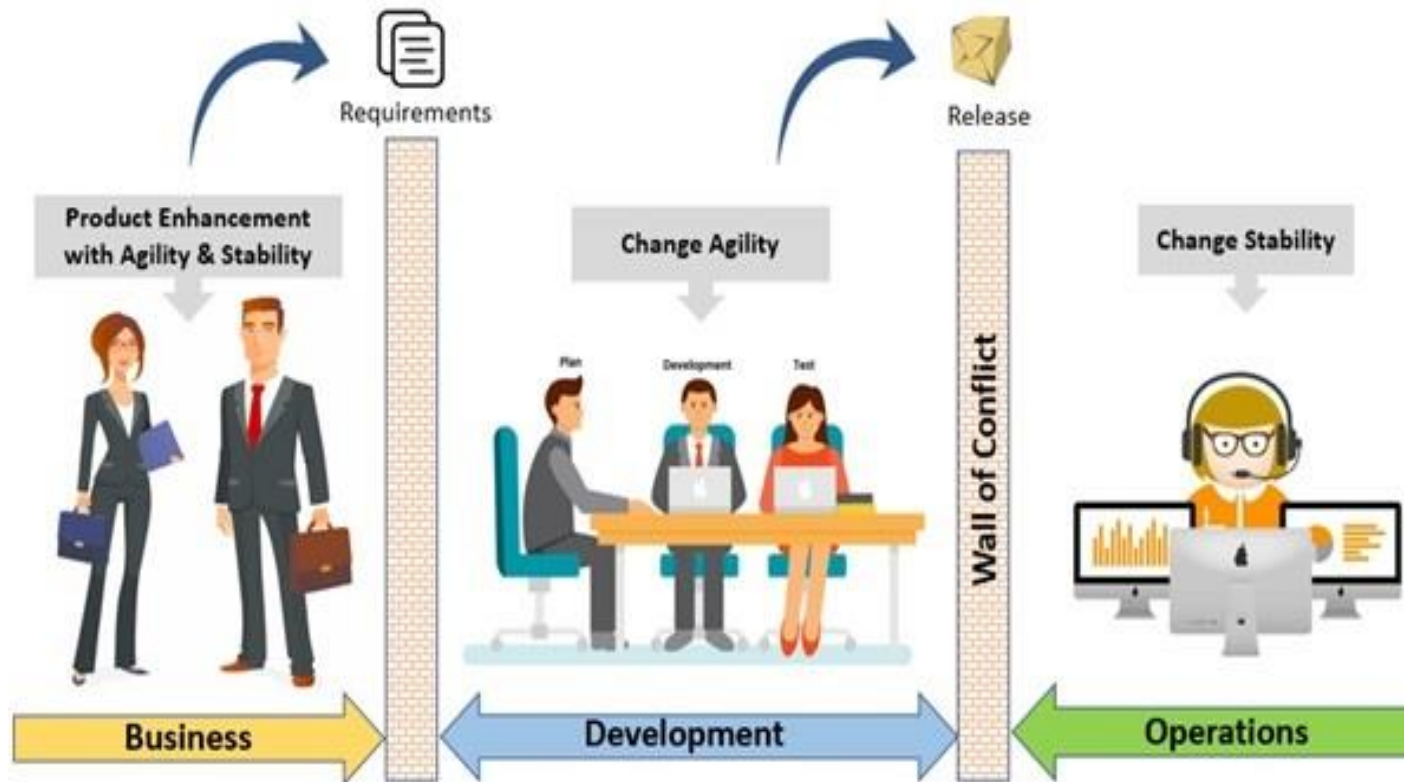 Requirements
Release
Product Enhancement
with Agility & Stability
Change Agility
Change Stability
Plan
Development
Test
Wall of Conflict
Business
Development
Operations